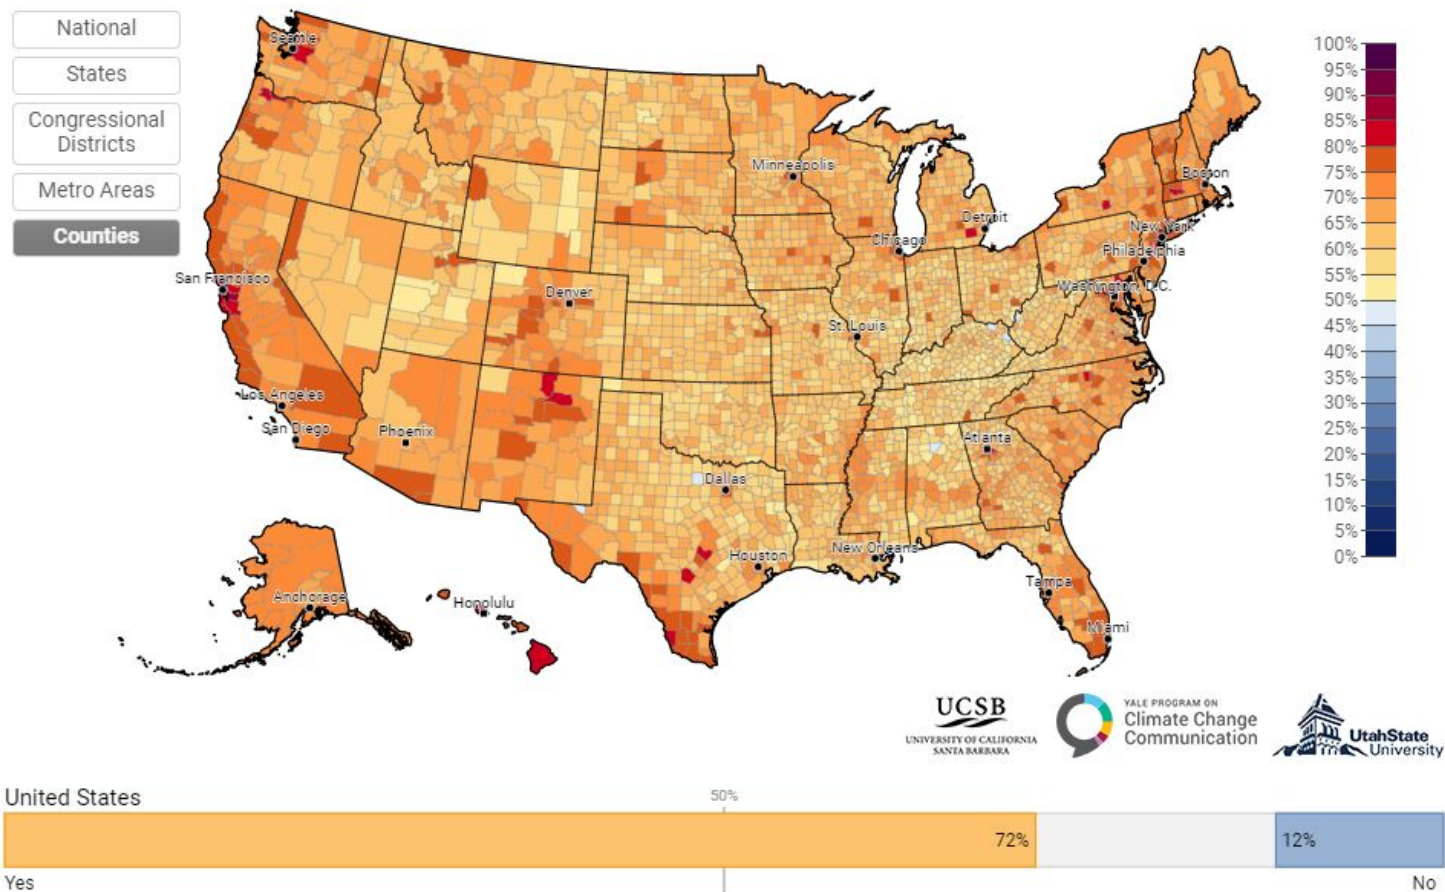 National
States
Congressional
Districts
Metro Areas
Counties
Seattle
Minneapolis
Boston
Detroit
New York
Chicago
Philadelphia
San Francisco
Washington, D.C.
Denver
St. Louis
Los Angeles
San Diego
Phoenix
Atlanta
Dallas
Houston
New Orleans
Tampa
Anchorage
Honolulu
Miami
100%
95%
90%
85%
80%
75%
70%
65%
60%
55%
50%
45%
40%
35%
30%
25%
20%
15%
10%
5%
0%
UCSB
UNIVERSITY OF CALIFORNIA
SANTA BARBARA
YALE PROGRAM ON
Climate Change
Communication
UtahState
University
United States
50%
72%
12%
Yes
No